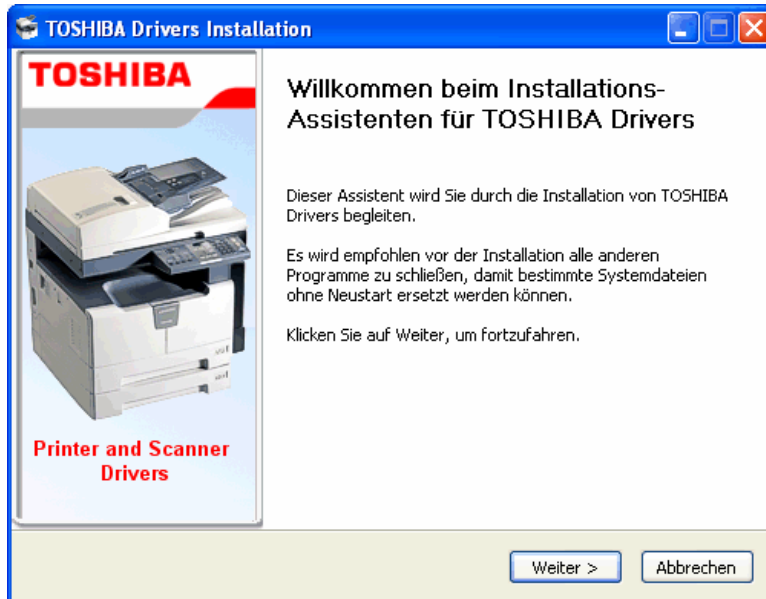 TOSHIBA Drivers Installation
TOSHIBA
Printer and Scanner
Drivers
Willkommen beim Installations-
Assistenten für TOSHIBA Drivers
Dieser Assistent wird Sie durch die Installation von TOSHIBA
Drivers begleiten.
Es wird empfohlen vor der Installation alle anderen
Programme zu schließen, damit bestimmte Systemdateien
ohne Neustart ersetzt werden können.
Klicken Sie auf Weiter, um fortzufahren.
Weiter >
Abbrechen